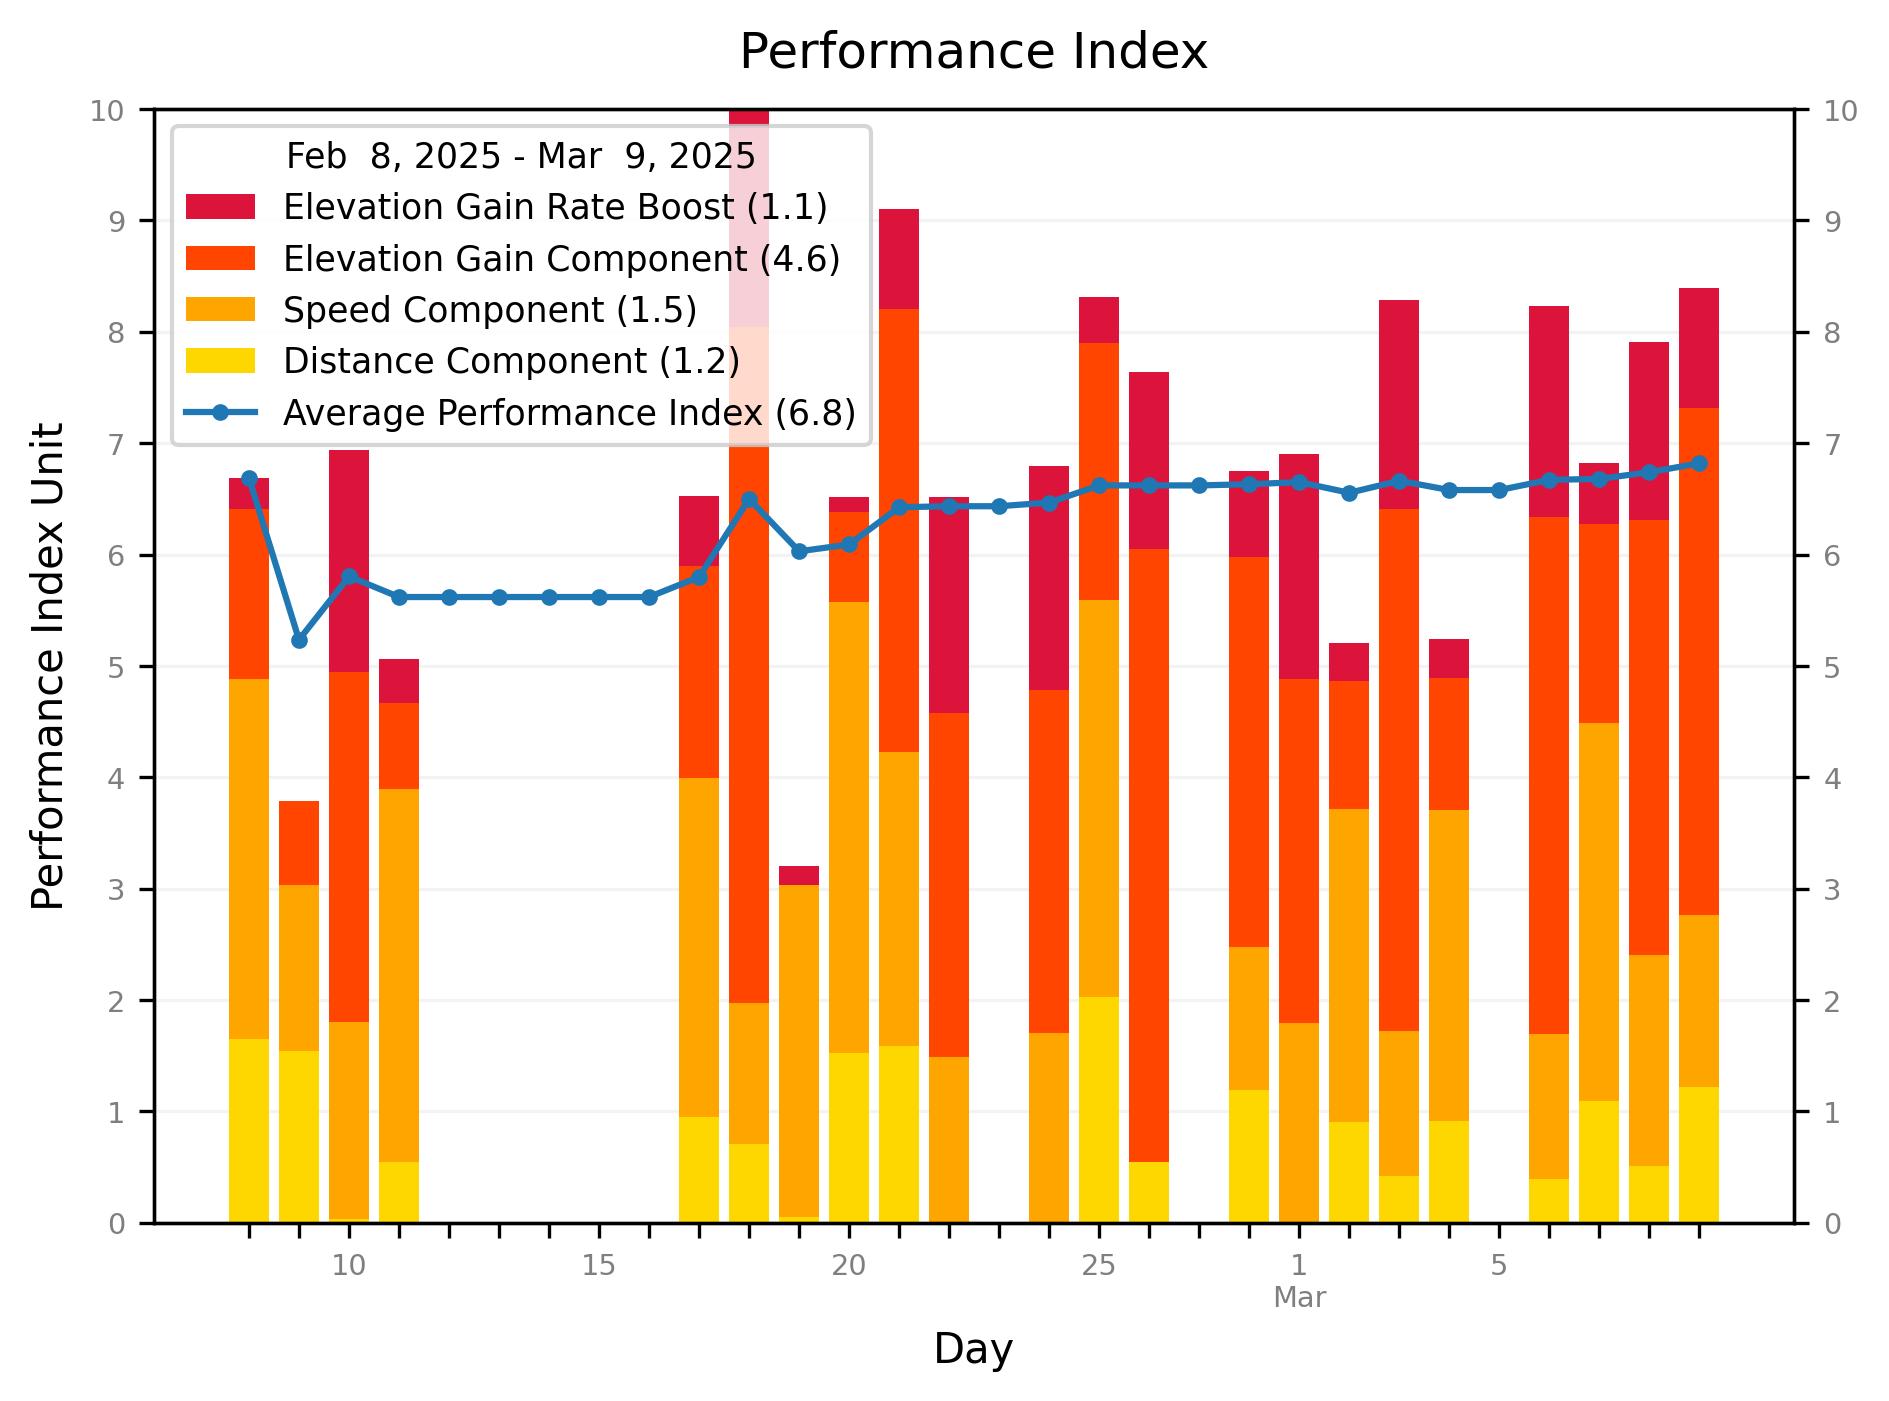 Performance Index
Feb  8, 2025 - Mar  9, 2025
Elevation Gain Rate Boost (1.1)
Elevation Gain Component (4.6)
Speed Component (1.5)
Distance Component (1.2)
Average Performance Index (6.8)
Performance Index Unit
10 10
9 9
8 8
7 7
6 6
5 5
4 4
3 3
2 2
1 1
0 0
10 15 20 25 1 5
Mar
Day